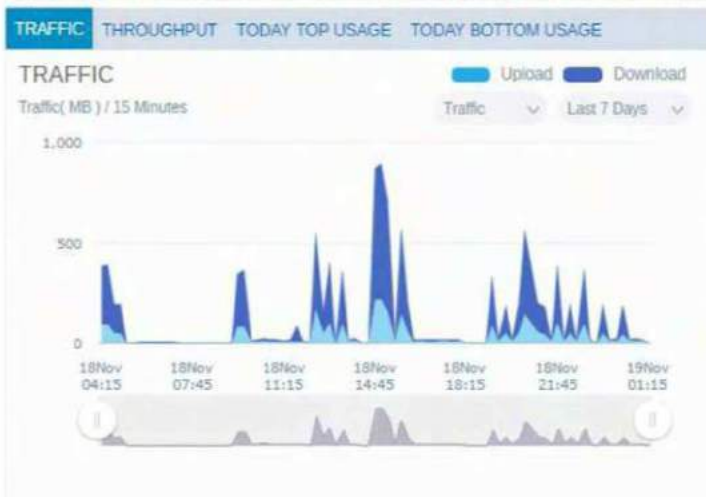 TRAFFIC THROUGHPUT TODAY TOP USAGE TODAY BOTTOM USAGE
TRAFFIC Upload Download
Traffic( MB ) / 15 Minutes Traffic Last 7 Days
1,000
500
0
18Nov 18Nov 18Nov 18Nov 18Nov 18Nov 19Nov
04:15 07:45 11:15 14:45 18:15 21:45 01:15